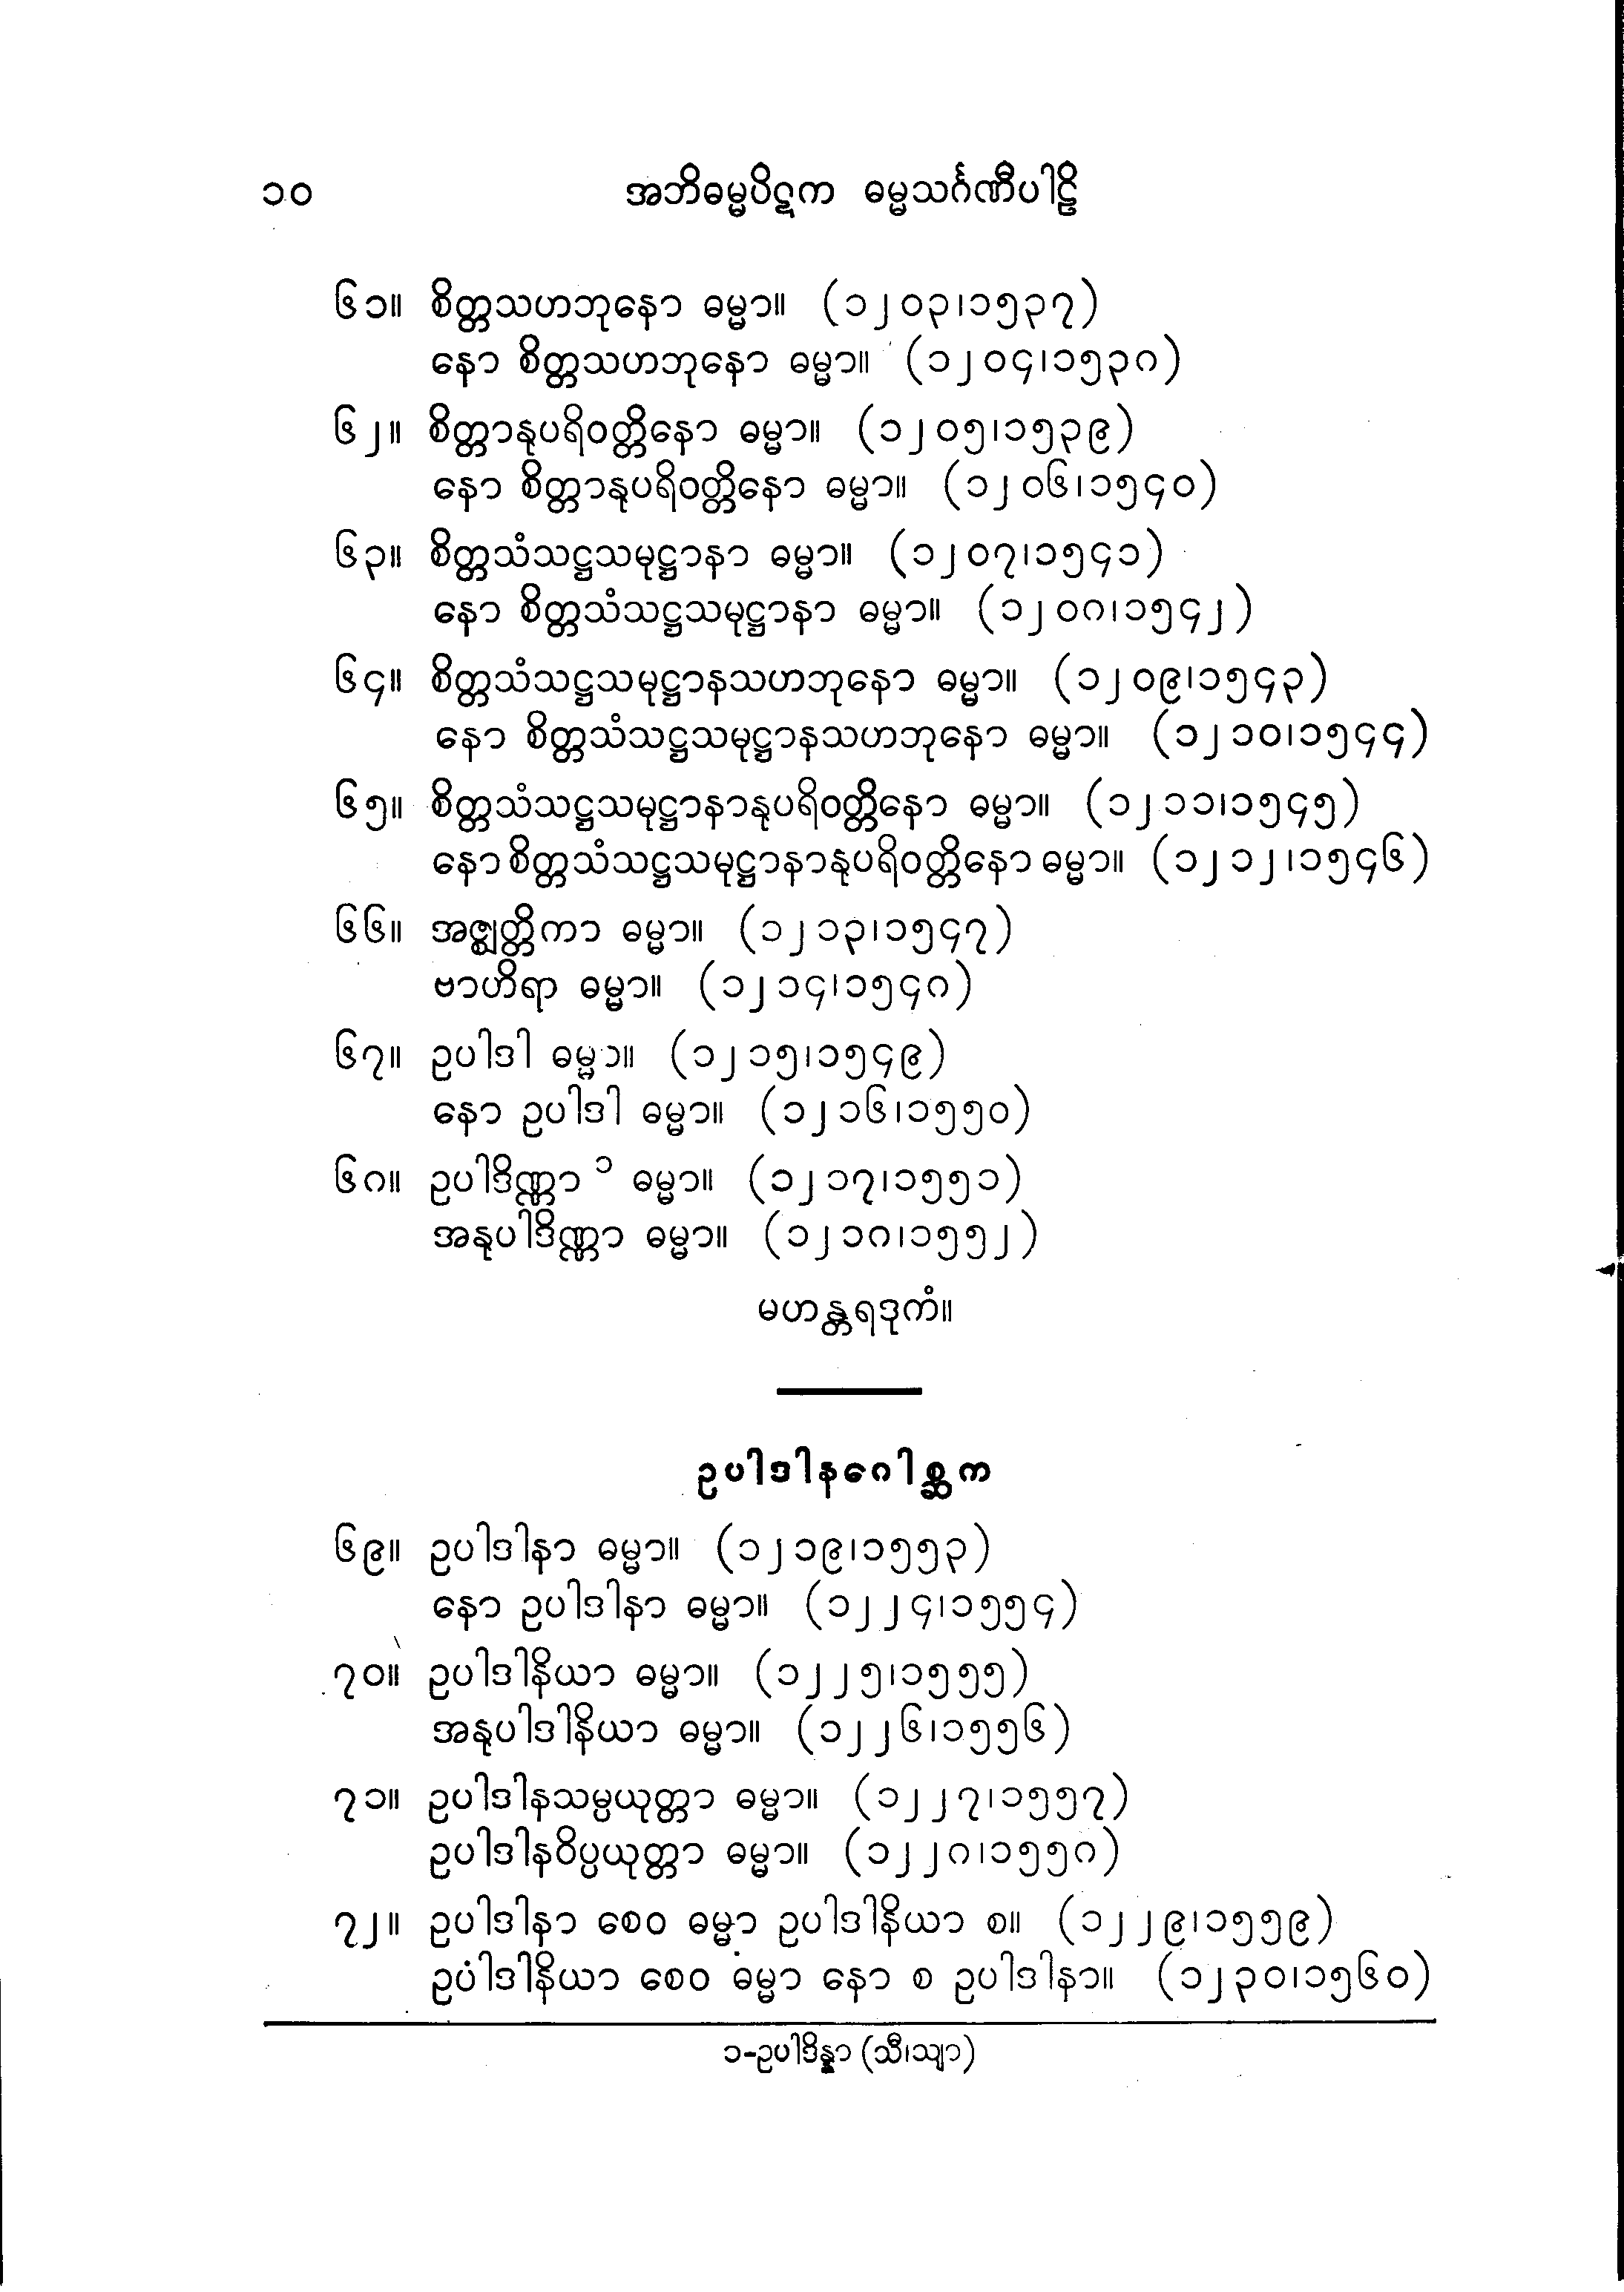 ၁၀ အဘိဓမ္မပိဋက ဓမ္မသင်္ဂဏီပါဠိ
၆၁။ စိတ္တသဟဘုနော ဓမ္မာ။ (၁၂၀၃၊၁၅၃၇)
နော စိတ္တသဟဘုနော ဓမ္မာ။ (၁၂၀၄၊၁၅၃၈)
၆၂။ စိတ္တာနုပရိဝတ္တိနော ဓမ္မာ။ (၁၂၀၅၊၁၅၃၉)
နော စိတ္တာနုပရိဝတ္တိနော ဓမ္မာ။ (၁၂၀၆၊၁၅၄၀)
၆၃။ စိတ္တသံသဋ္ဌသမုဋ္ဌာနာ ဓမ္မာ။ (၁၂၀၇၊၁၅၄၁)
နော စိတ္တသံသဋ္ဌသမုဋ္ဌာနာ ဓမ္မာ။ (၁၂၀၈၊၁၅၄၂)
၆၄။ စိတ္တသံသဋ္ဌသမုဋ္ဌာနသဟဘုနော ဓမ္မာ။ (၁၂၀၉၊၁၅၄၃)
နော စိတ္တသံသဋ္ဌသမုဋ္ဌာနသဟဘုနော ဓမ္မာ။ (၁၂၁၀၊၁၅၄၄)
၆၅။ စိတ္တသံသဋ္ဌသမုဋ္ဌာနာနုပရိဝတ္တိနော ဓမ္မာ။ (၁၂၁၁၊၁၅၄၅)
နော စိတ္တသံသဋ္ဌသမုဋ္ဌာနာနုပရိဝတ္တိနော ဓမ္မာ။ (၁၂၁၂၊၁၅၄၆)
၆၆။ အဇ္ဈတ္တိကာ ဓမ္မာ။ (၁၂၁၃၊၁၅၄၇)
ဗာဟိရာ ဓမ္မာ။ (၁၂၁၄၊၁၅၄၈)
၆၇။ ဥပါဒါ ဓမ္မာ။ (၁၂၁၅၊၁၅၄၉)
နော ဥပါဒါ ဓမ္မာ။ (၁၂၁၆၊၁၅၅၀)
၆၈။ ဥပါဒိဏ္ဏာ ၁ ဓမ္မာ။ (၁၂၁၇၊၁၅၅၁)
အနုပါဒိဏ္ဏာ ဓမ္မာ။ (၁၂၁၈၊၁၅၅၂)
မဟန္တရဒုကံ။
ဥပါဒါနဂေါစ္ဆက
၆၉။ ဥပါဒါနာ ဓမ္မာ။ (၁၂၁၉၊၁၅၅၃)
နော ဥပါဒါနာ ဓမ္မာ။ (၁၂၂၄၊၁၅၅၄)
၇၀။ ဥပါဒါနိယာ ဓမ္မာ။ (၁၂၂၅၊၁၅၅၅)
အနုပါဒါနိယာ ဓမ္မာ။ (၁၂၂၆၊၁၅၅၆)
၇၁။ ဥပါဒါနသမ္ပယုတ္တာ ဓမ္မာ။ (၁၂၂၇၊၁၅၅၇)
ဥပါဒါနဝိပ္ပယုတ္တာ ဓမ္မာ။ (၁၂၂၈၊၁၅၅၈)
၇၂။ ဥပါဒါနာ စေဝ ဓမ္မာ ဥပါဒါနိယာ စ။ (၁၂၂၉၊၁၅၅၉)
ဥပါဒါနိယာ စေဝ ဓမ္မာ နော စ ဥပါဒါနာ။ (၁၂၃၀၊၁၅၆၀)
၁-ဥပါဒိန္နာ (သီ၊သျာ)